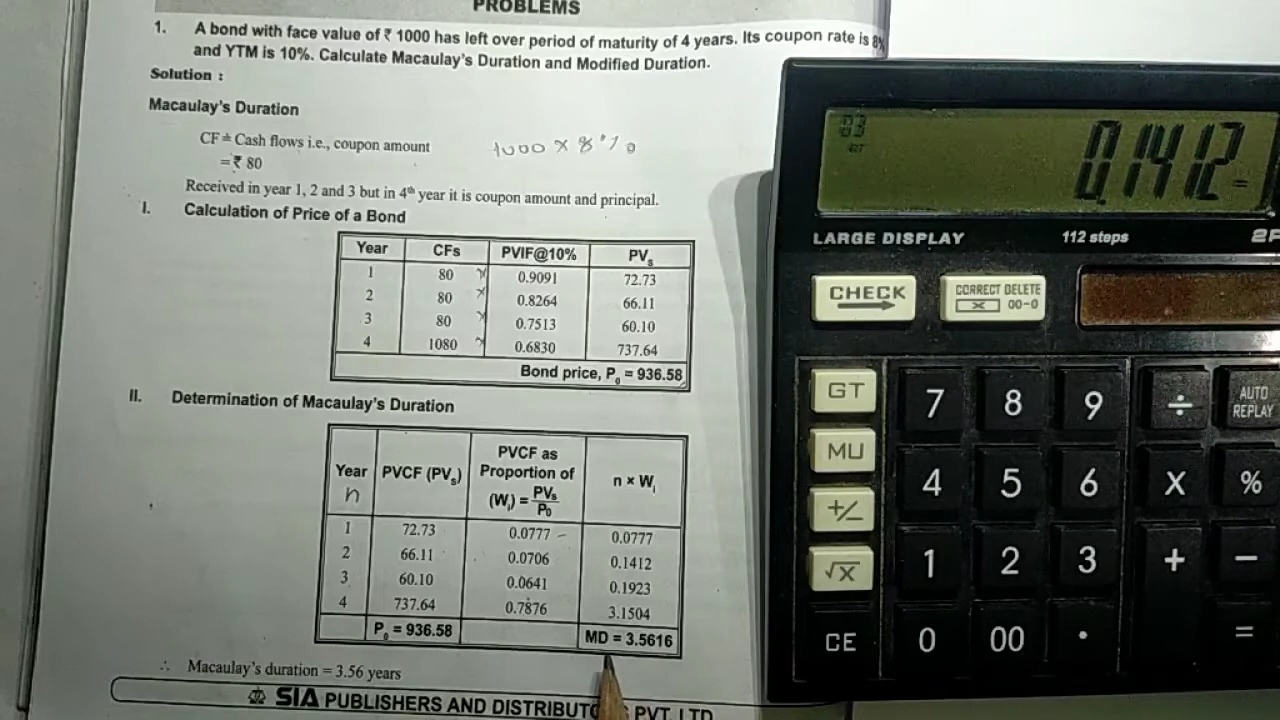 PROBLEMS
1. A bond with face value of ₹ 1000 has left over period of maturity of 4 years. Its coupon rate is 8%
and YTM is 10%. Calculate Macaulay's Duration and Modified Duration.
Solution :
Macaulay's Duration
CF = Cash flows i.e., coupon amount 1000 × 8%
= ₹ 80
Received in year 1, 2 and 3 but in 4th year it is coupon amount and principal.
I. Calculation of Price of a Bond
Year CFs PVIF@10% PVs
1 80 × 0.9091 72.73
2 80 × 0.8264 66.11
3 80 × 0.7513 60.10
4 1080 × 0.6830 737.64
Bond price, P0 = 936.58
II. Determination of Macaulay's Duration
Year n PVCF (PVs) PVCF as Proportion of (Wi) = PVs/P0 n × Wi
1 72.73 0.0777 0.0777
2 66.11 0.0706 0.1412
3 60.10 0.0641 0.1923
4 737.64 0.7876 3.1504
P0 = 936.58 MD = 3.5616
∴ Macaulay's duration = 3.56 years
SIA PUBLISHERS AND DISTRIBUTO PVT. LTD
03
GT
0.1412
=
LARGE DISPLAY 112 steps 2P
CHECK → CORRECT DELETE × 00→0
GT 7 8 9 ÷ AUTO REPLAY
MU 4 5 6 X %
+/− 1 2 3 + −
√X
CE 0 00 . =